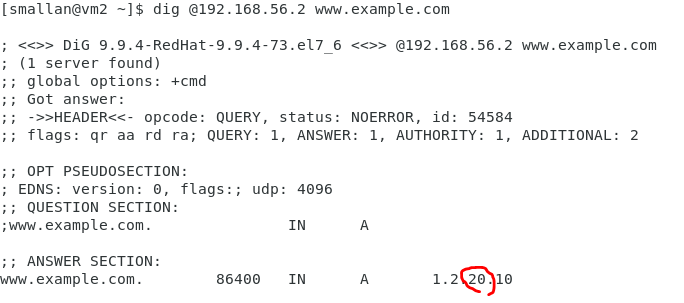 [smallan@vm2 ~]$ dig @192.168.56.2 www.example.com
; <<>> DiG 9.9.4-RedHat-9.9.4-73.el7_6 <<>> @192.168.56.2 www.example.com
; (1 server found)
;; global options: +cmd
;; Got answer:
;; ->>HEADER<<- opcode: QUERY, status: NOERROR, id: 54584
;; flags: qr aa rd ra; QUERY: 1, ANSWER: 1, AUTHORITY: 1, ADDITIONAL: 2
;; OPT PSEUDOSECTION:
; EDNS: version: 0, flags:; udp: 4096
;; QUESTION SECTION:
;www.example.com. IN A
;; ANSWER SECTION:
www.example.com. 86400 IN A 1.2.20.10